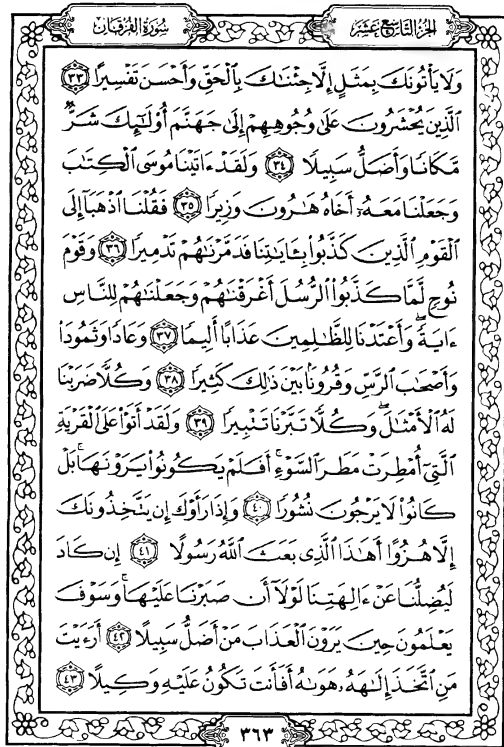 الجزء التاسع عشر
سورة الفرقان
وَلَا يَأْتُونَكَ بِمَثَلٍ إِلَّا جِئْنَٰكَ بِٱلْحَقِّ وَأَحْسَنَ تَفْسِيرًا ٣٣
ٱلَّذِينَ يُحْشَرُونَ عَلَىٰ وُجُوهِهِمْ إِلَىٰ جَهَنَّمَ أُو۟لَٰٓئِكَ شَرٌّ
مَّكَانًا وَأَضَلُّ سَبِيلًا ٣٤ وَلَقَدْ ءَاتَيْنَا مُوسَى ٱلْكِتَٰبَ
وَجَعَلْنَا مَعَهُۥٓ أَخَاهُ هَٰرُونَ وَزِيرًا ٣٥ فَقُلْنَا ٱذْهَبَآ إِلَى
ٱلْقَوْمِ ٱلَّذِينَ كَذَّبُوا۟ بِـَٔايَٰتِنَا فَدَمَّرْنَٰهُمْ تَدْمِيرًا ٣٦ وَقَوْمَ
نُوحٍ لَّمَّا كَذَّبُوا۟ ٱلرُّسُلَ أَغْرَقْنَٰهُمْ وَجَعَلْنَٰهُمْ لِلنَّاسِ
ءَايَةً ۖ وَأَعْتَدْنَا لِلظَّٰلِمِينَ عَذَابًا أَلِيمًا ٣٧ وَعَادًا وَثَمُودَا۟
وَأَصْحَٰبَ ٱلرَّسِّ وَقُرُونًۢا بَيْنَ ذَٰلِكَ كَثِيرًا ٣٨ وَكُلًّا ضَرَبْنَا
لَهُ ٱلْأَمْثَٰلَ ۖ وَكُلًّا تَبَّرْنَا تَتْبِيرًا ٣٩ وَلَقَدْ أَتَوْا۟ عَلَى ٱلْقَرْيَةِ
ٱلَّتِىٓ أُمْطِرَتْ مَطَرَ ٱلسَّوْءِ ۚ أَفَلَمْ يَكُونُوا۟ يَرَوْنَهَا ۚ بَلْ
كَانُوا۟ لَا يَرْجُونَ نُشُورًا ٤٠ وَإِذَا رَأَوْكَ إِن يَتَّخِذُونَكَ
إِلَّا هُزُوًا أَهَٰذَا ٱلَّذِى بَعَثَ ٱللَّهُ رَسُولًا ٤١ إِن كَادَ
لَيُضِلُّنَا عَنْ ءَالِهَتِنَا لَوْلَآ أَن صَبَرْنَا عَلَيْهَا ۚ وَسَوْفَ
يَعْلَمُونَ حِينَ يَرَوْنَ ٱلْعَذَابَ مَنْ أَضَلُّ سَبِيلًا ٤٢ أَرَءَيْتَ
مَنِ ٱتَّخَذَ إِلَٰهَهُۥ هَوَىٰهُ أَفَأَنتَ تَكُونُ عَلَيْهِ وَكِيلًا ٤٣
٣٦٣